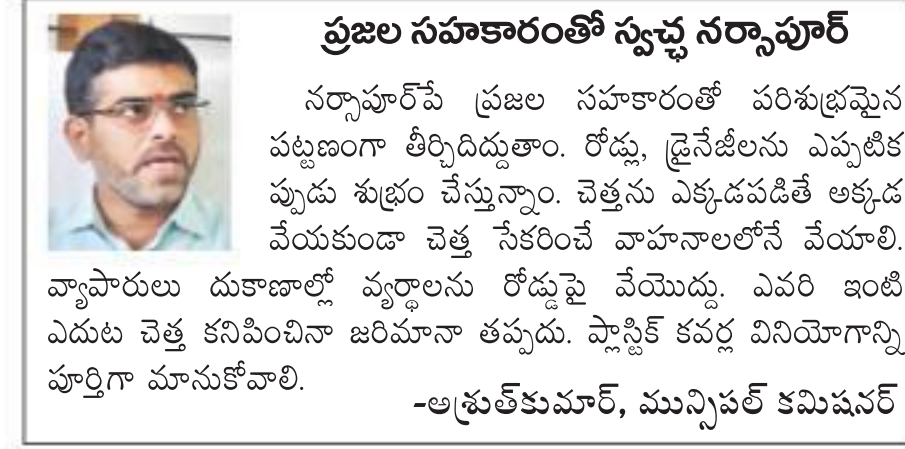 ప్రజల సహకారంతో స్వచ్ఛ నర్సాపూర్
నర్సాపూర్‌పే ప్రజల సహకారంతో పరిశుభ్రమైన
పట్టణంగా తీర్చిదిద్దుతాం. రోడ్లు, డ్రైనేజీలను ఎప్పటిక
ప్పుడు శుభ్రం చేస్తున్నాం. చెత్తను ఎక్కడపడితే అక్కడ
వేయకుండా చెత్త సేకరించే వాహనాలలోనే వేయాలి.
వ్యాపారులు దుకాణాల్లో వ్యర్థాలను రోడ్డుపై వేయొద్దు. ఎవరి ఇంటి
ఎదుట చెత్త కనిపించినా జరిమానా తప్పదు. ప్లాస్టిక్ కవర్ల వినియోగాన్ని
పూర్తిగా మానుకోవాలి.
-అశ్రుత్‌కుమార్, మున్సిపల్ కమిషనర్